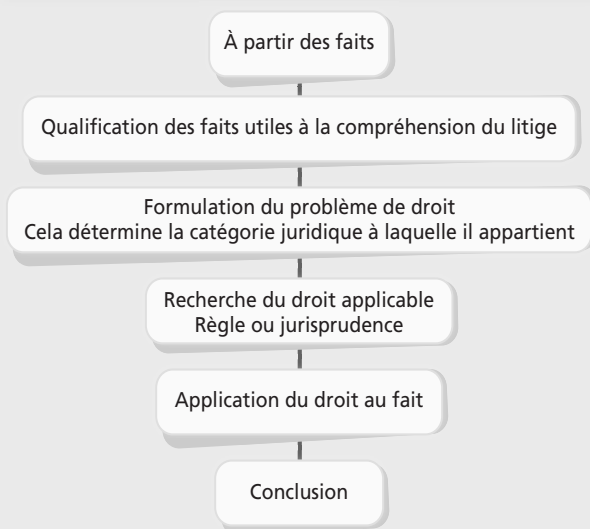 À partir des faits
Qualification des faits utiles à la compréhension du litige
Formulation du problème de droit
Cela détermine la catégorie juridique à laquelle il appartient
Recherche du droit applicable
Règle ou jurisprudence
Application du droit au fait
Conclusion